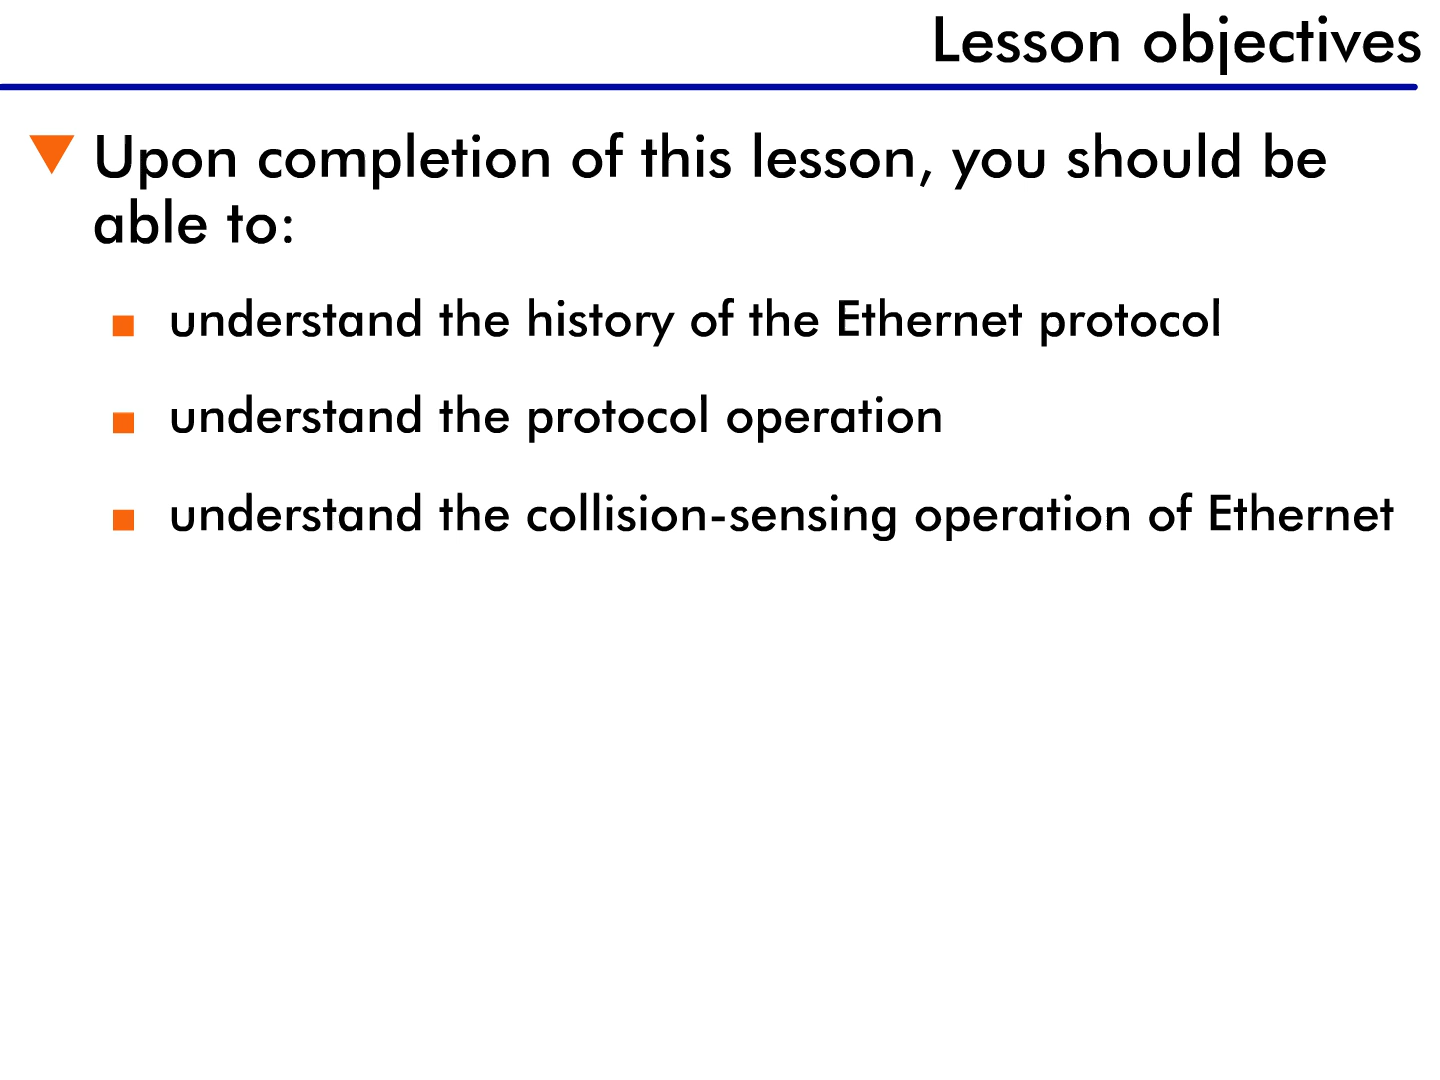 Lesson objectives
Upon completion of this lesson, you should be
able to:
understand the history of the Ethernet protocol
understand the protocol operation
understand the collision-sensing operation of Ethernet